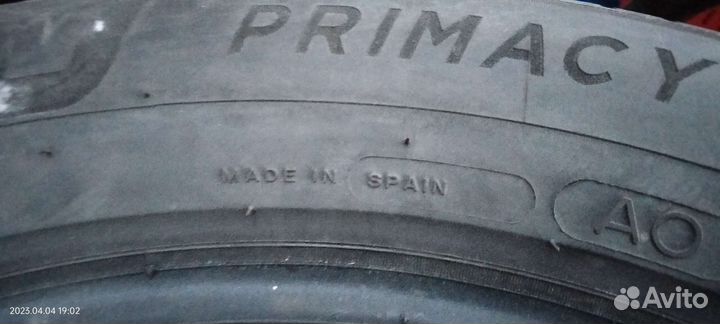 PRIMACY
MADE IN SPAIN
AO
2023.04.04 19:02
Avito